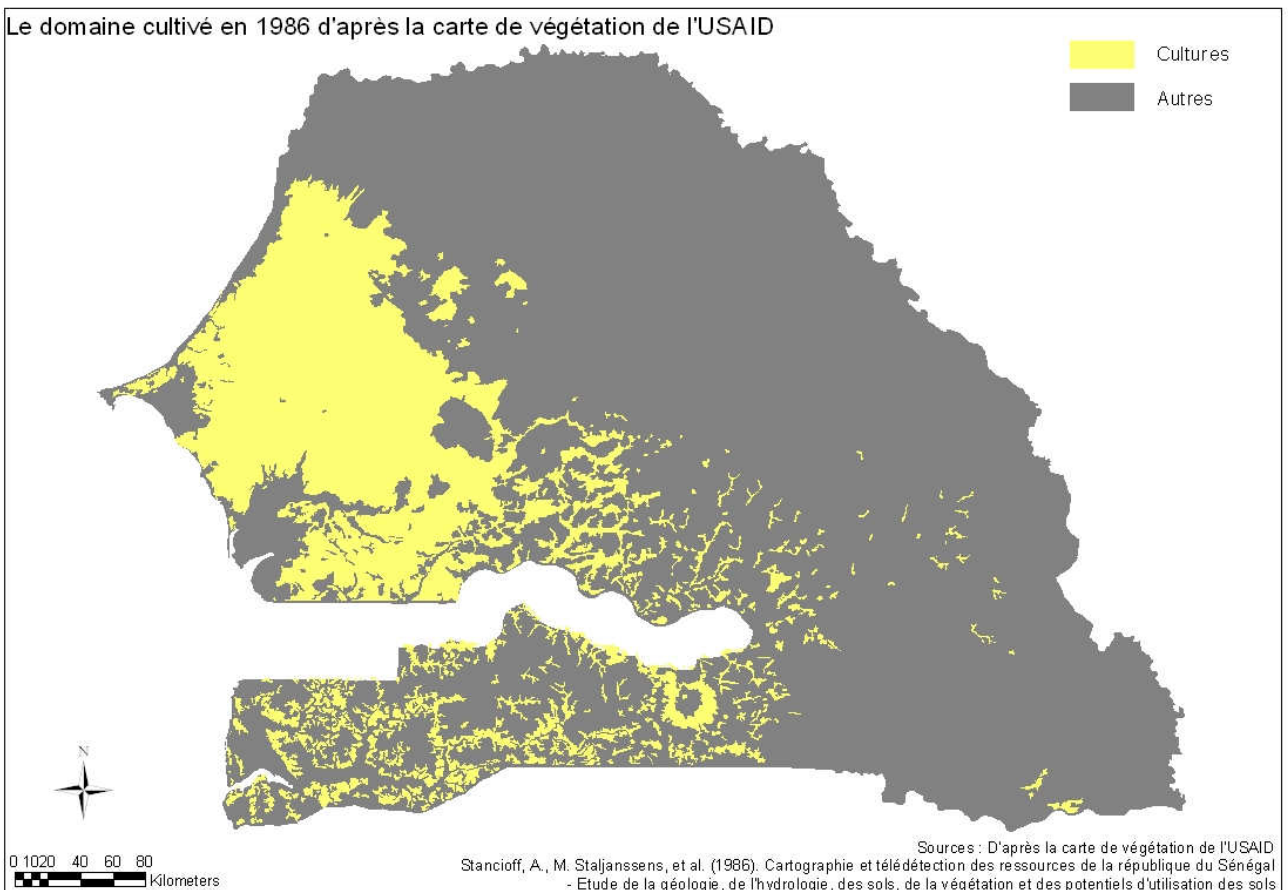 Le domaine cultivé en 1986 d'après la carte de végétation de l'USAID
Cultures
Autres
N
0 1020 40 60 80
Kilometers
Sources : D'après la carte de végétation de l'USAID
Stancioff, A., M. Staljanssens, et al. (1986). Cartographie et télédétection des ressources de la république du Sénégal
- Etude de la géologie, de l'hydrologie, des sols, de la végétation et des potentiels d'utilisation des sols